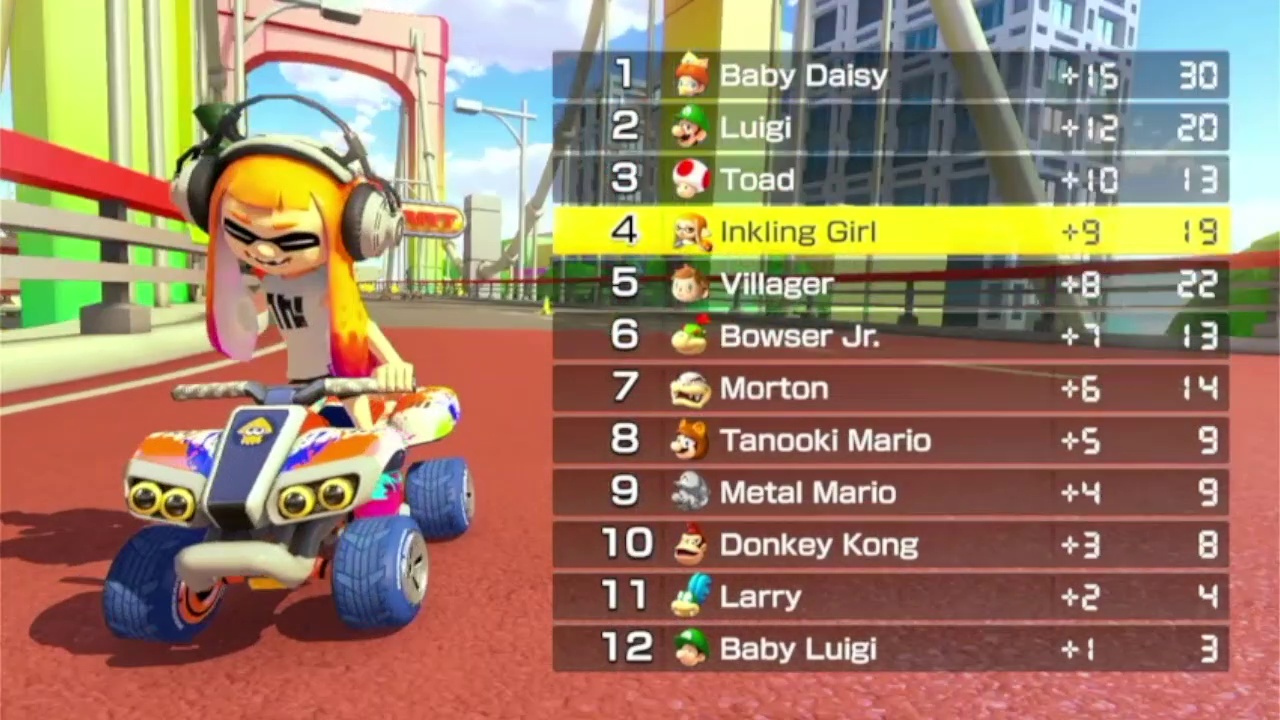 1 Baby Daisy +15 30
2 Luigi +12 20
3 Toad +10 13
4 Inkling Girl +9 19
5 Villager +8 22
6 Bowser Jr. +7 13
7 Morton +6 14
8 Tanooki Mario +5 9
9 Metal Mario +4 9
10 Donkey Kong +3 8
11 Larry +2 4
12 Baby Luigi +1 3